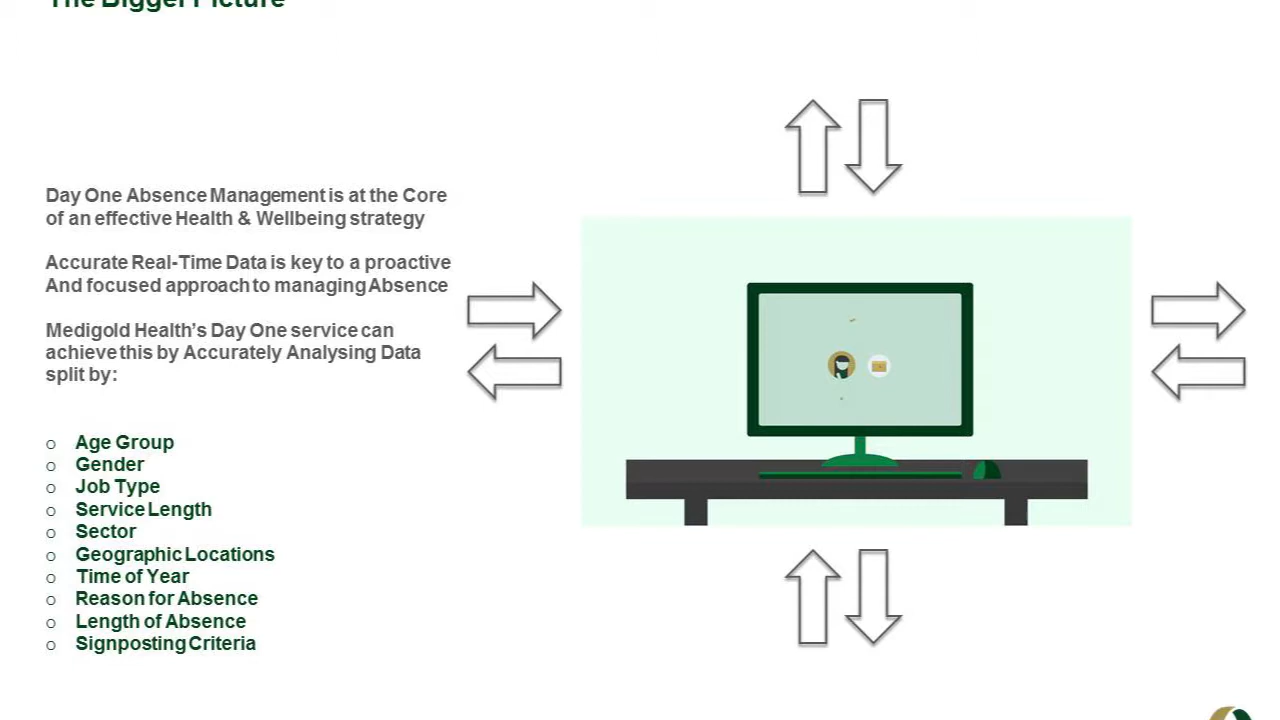 The Bigger Picture
Day One Absence Management is at the Core
of an effective Health & Wellbeing strategy
Accurate Real-Time Data is key to a proactive
And focused approach to managing Absence
Medigold Health's Day One service can
achieve this by Accurately Analysing Data
split by:
o Age Group
o Gender
o Job Type
o Service Length
o Sector
o Geographic Locations
o Time of Year
o Reason for Absence
o Length of Absence
o Signposting Criteria